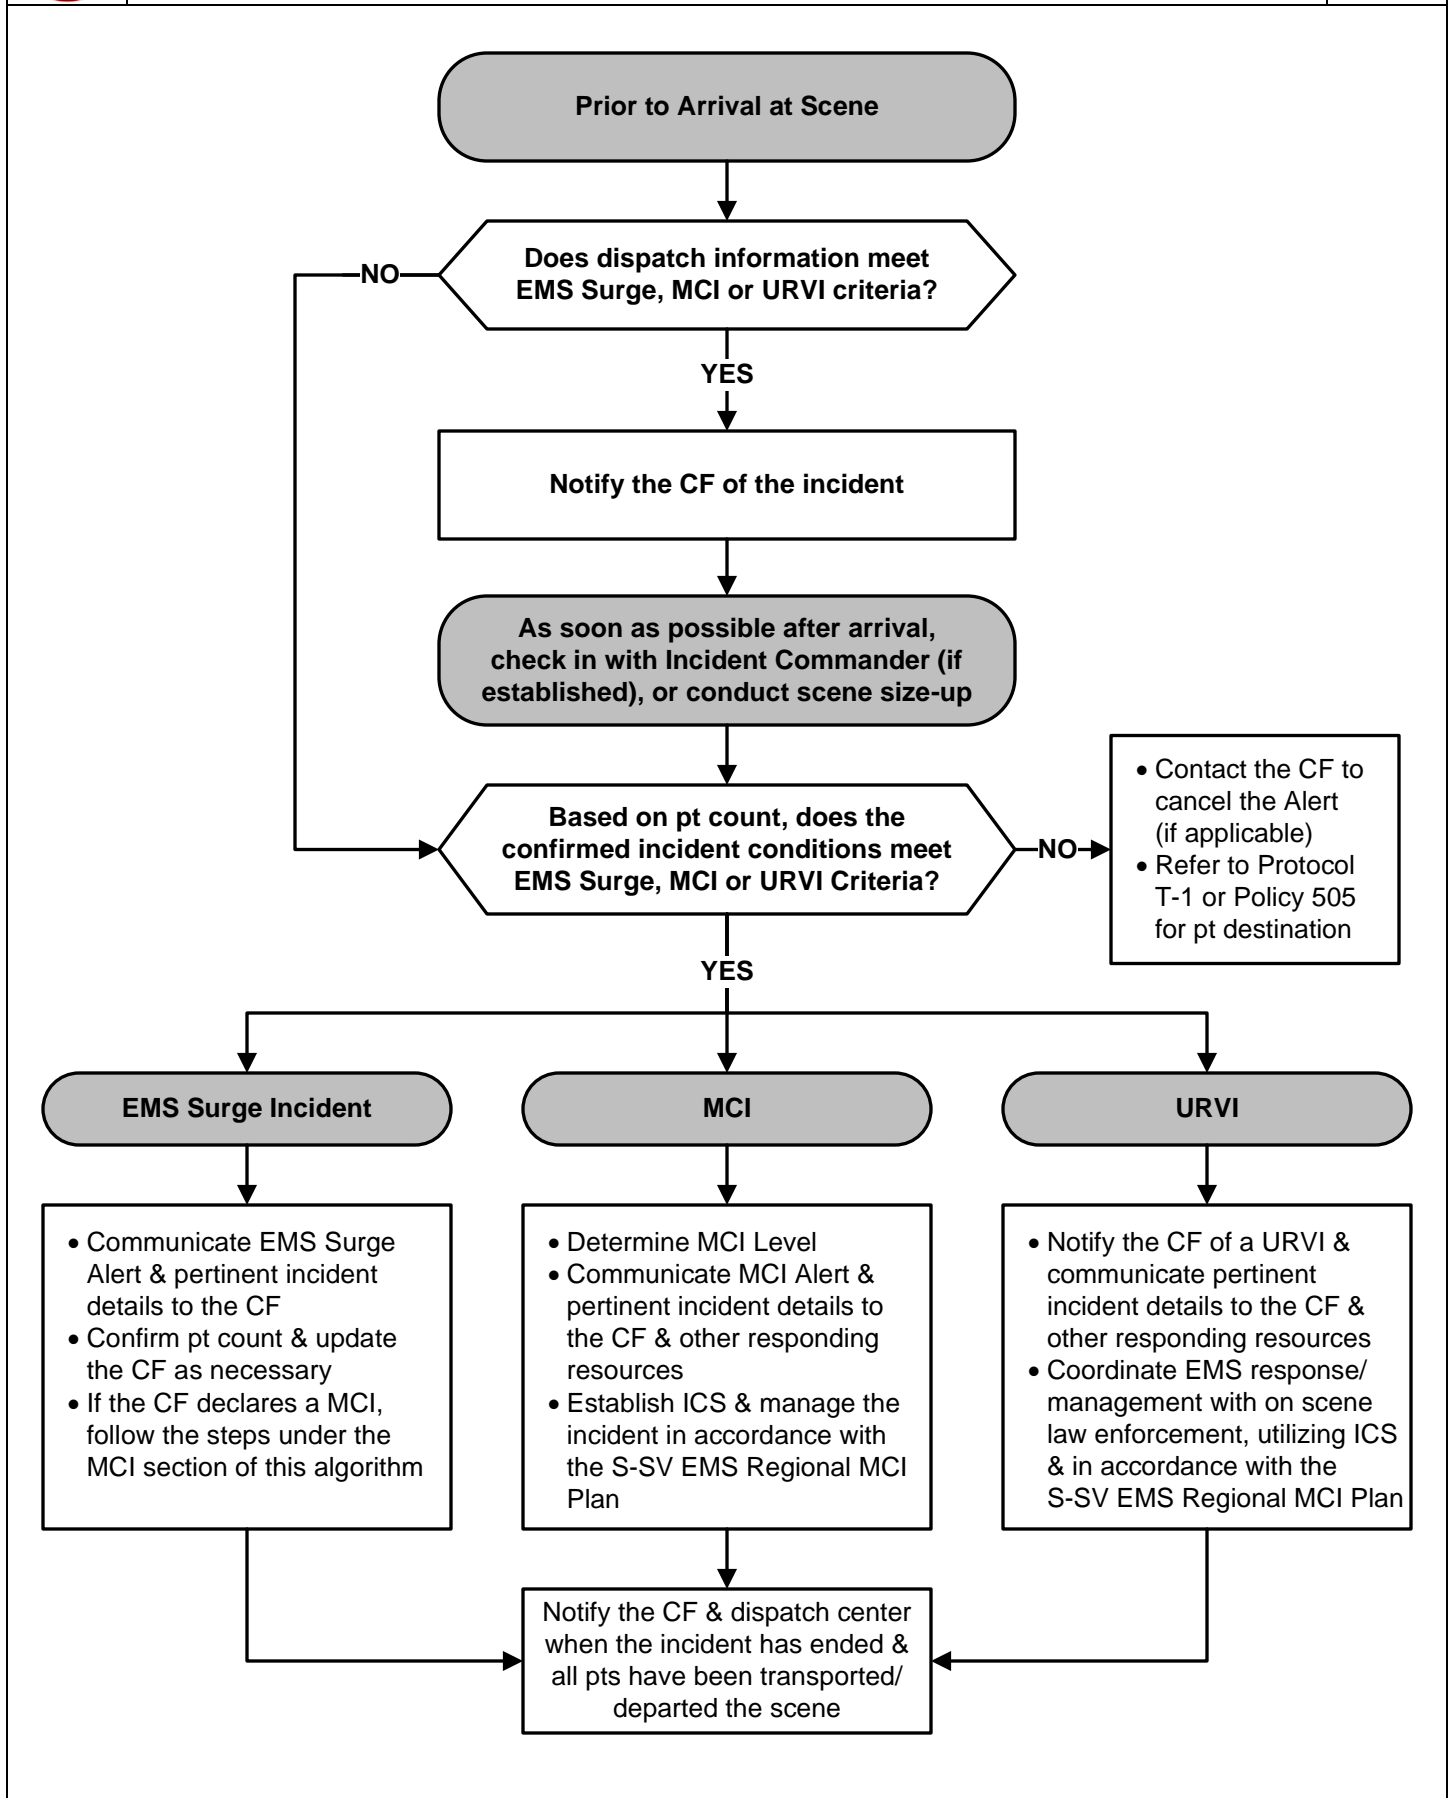 Prior to Arrival at Scene
Does dispatch information meet
EMS Surge, MCI or URVI criteria?
NO
YES
Notify the CF of the incident
As soon as possible after arrival,
check in with Incident Commander (if
established), or conduct scene size-up
Based on pt count, does the
confirmed incident conditions meet
EMS Surge, MCI or URVI Criteria?
NO
• Contact the CF to
cancel the Alert
(if applicable)
• Refer to Protocol
T-1 or Policy 505
for pt destination
YES
EMS Surge Incident
• Communicate EMS Surge
Alert & pertinent incident
details to the CF
• Confirm pt count & update
the CF as necessary
• If the CF declares a MCI,
follow the steps under the
MCI section of this algorithm
MCI
• Determine MCI Level
• Communicate MCI Alert &
pertinent incident details to
the CF & other responding
resources
• Establish ICS & manage the
incident in accordance with
the S-SV EMS Regional MCI
Plan
URVI
• Notify the CF of a URVI &
communicate pertinent
incident details to the CF &
other responding resources
• Coordinate EMS response/
management with on scene
law enforcement, utilizing ICS
& in accordance with the
S-SV EMS Regional MCI Plan
Notify the CF & dispatch center
when the incident has ended &
all pts have been transported/
departed the scene